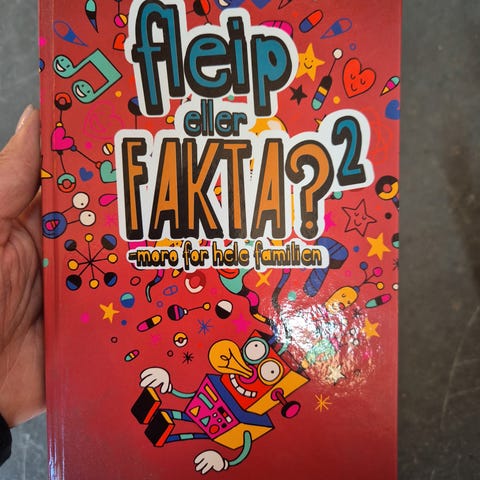 fleip
eller
FAKTA?2
-moro for hele familien